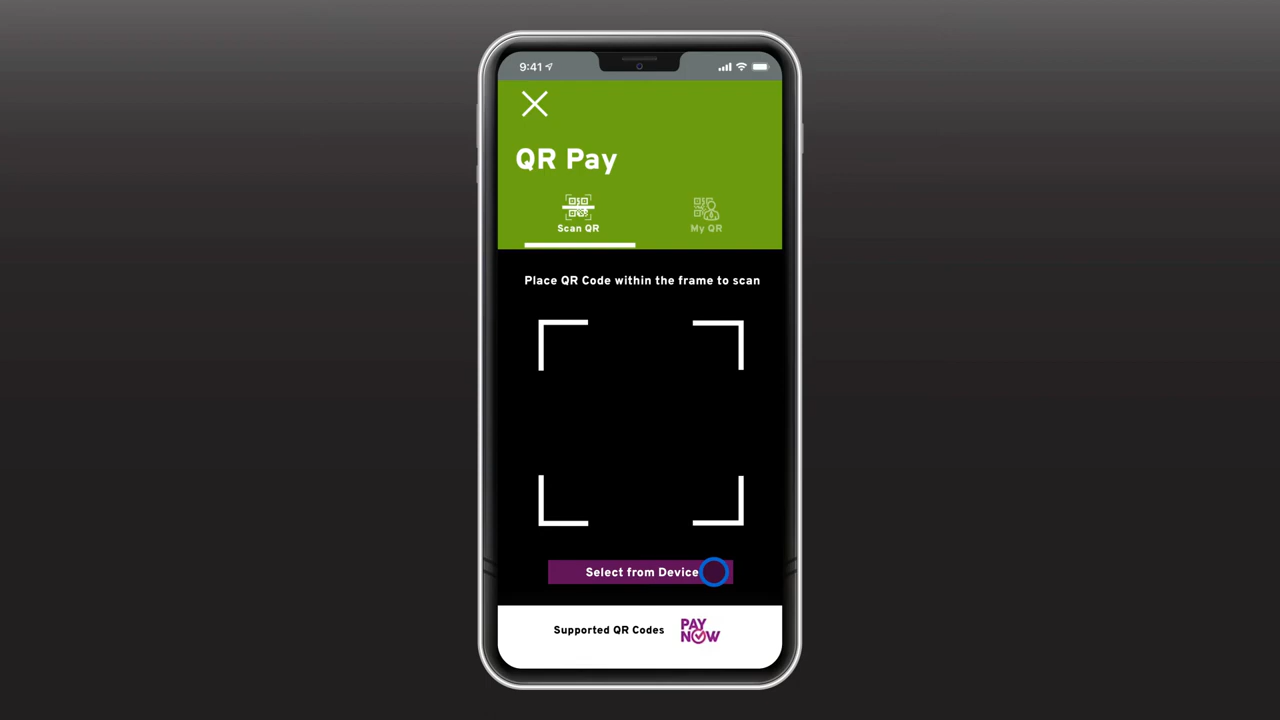 9:41
QR Pay
Scan QR
My QR
Place QR Code within the frame to scan
Select from Device
Supported QR Codes
PAY
NOW